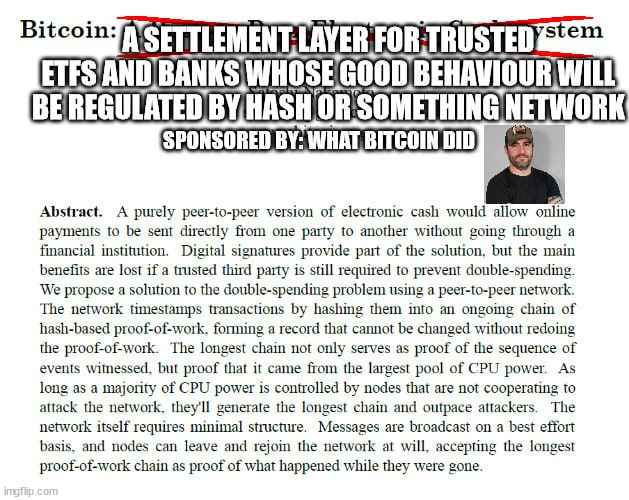 Bitcoin: A SETTLEMENT LAYER FOR TRUSTED ystem
ETFS AND BANKS WHOSE GOOD BEHAVIOUR WILL
BE REGULATED BY HASH OR SOMETHING NETWORK
SPONSORED BY: WHAT BITCOIN DID
Abstract. A purely peer-to-peer version of electronic cash would allow online
payments to be sent directly from one party to another without going through a
financial institution. Digital signatures provide part of the solution, but the main
benefits are lost if a trusted third party is still required to prevent double-spending.
We propose a solution to the double-spending problem using a peer-to-peer network.
The network timestamps transactions by hashing them into an ongoing chain of
hash-based proof-of-work, forming a record that cannot be changed without redoing
the proof-of-work. The longest chain not only serves as proof of the sequence of
events witnessed, but proof that it came from the largest pool of CPU power. As
long as a majority of CPU power is controlled by nodes that are not cooperating to
attack the network, they'll generate the longest chain and outpace attackers. The
network itself requires minimal structure. Messages are broadcast on a best effort
basis, and nodes can leave and rejoin the network at will, accepting the longest
proof-of-work chain as proof of what happened while they were gone.
imgflip.com